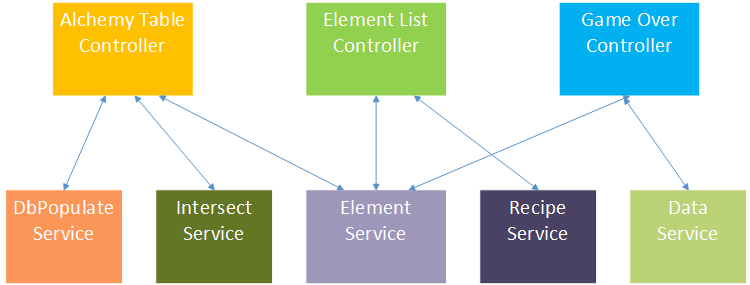 Alchemy Table
Controller
Element List
Controller
Game Over
Controller
DbPopulate
Service
Intersect
Service
Element
Service
Recipe
Service
Data
Service